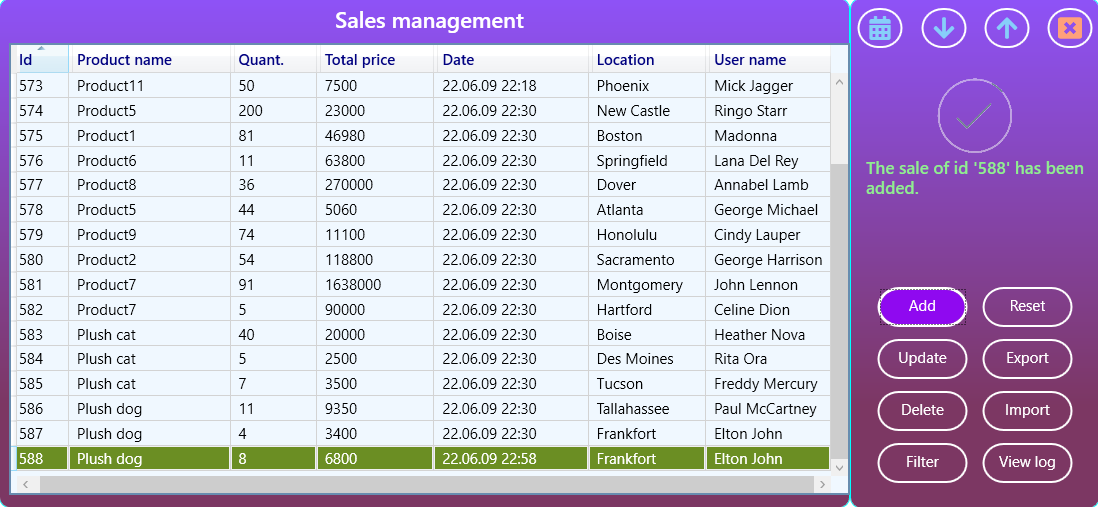 Sales management
Id Product name Quant. Total price Date Location User name
573 Product11 50 7500 22.06.09 22:18 Phoenix Mick Jagger
574 Product5 200 23000 22.06.09 22:30 New Castle Ringo Starr
575 Product1 81 46980 22.06.09 22:30 Boston Madonna
576 Product6 11 63800 22.06.09 22:30 Springfield Lana Del Rey
577 Product8 36 270000 22.06.09 22:30 Dover Annabel Lamb
578 Product5 44 5060 22.06.09 22:30 Atlanta George Michael
579 Product9 74 11100 22.06.09 22:30 Honolulu Cindy Lauper
580 Product2 54 118800 22.06.09 22:30 Sacramento George Harrison
581 Product7 91 1638000 22.06.09 22:30 Montgomery John Lennon
582 Product7 5 90000 22.06.09 22:30 Hartford Celine Dion
583 Plush cat 40 20000 22.06.09 22:30 Boise Heather Nova
584 Plush cat 5 2500 22.06.09 22:30 Des Moines Rita Ora
585 Plush cat 7 3500 22.06.09 22:30 Tucson Freddy Mercury
586 Plush dog 11 9350 22.06.09 22:30 Tallahassee Paul McCartney
587 Plush dog 4 3400 22.06.09 22:30 Frankfort Elton John
588 Plush dog 8 6800 22.06.09 22:58 Frankfort Elton John
The sale of id '588' has been
added.
Add Reset
Update Export
Delete Import
Filter View log